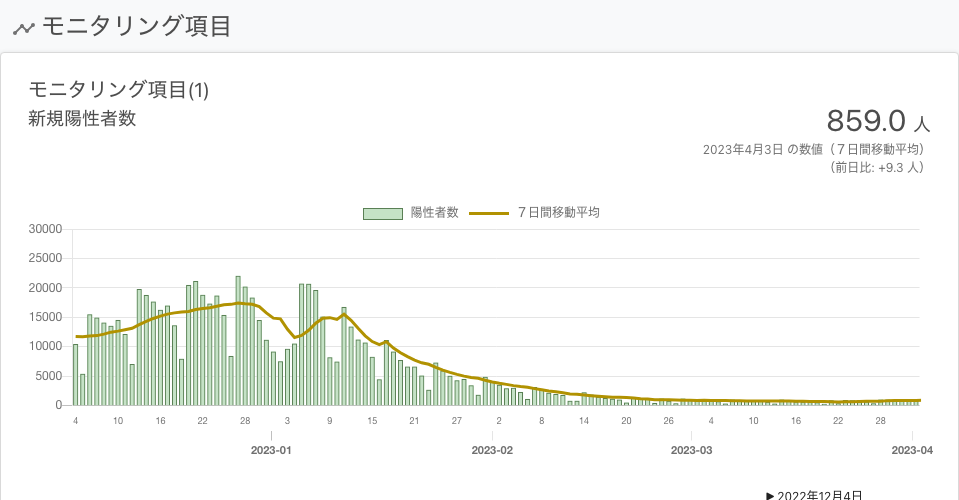 モニタリング項目
モニタリング項目(1)
新規陽性者数
859.0 人
2023年4月3日 の数値（７日間移動平均）
（前日比: +9.3 人）
陽性者数 ７日間移動平均
30000
25000
20000
15000
10000
5000
0
4 10 16 22 28 3 9 15 21 27 2 8 14 20 26 4 10 16 22 28
2023-01 2023-02 2023-03 2023-04
▶ 2022年12月4日